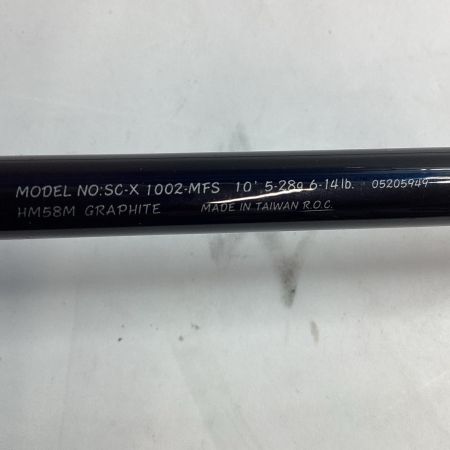 MODEL NO:SC-X 1002-MFS 10' 5-28g 6-14lb. 05205949
HM58M GRAPHITE MADE IN TAIWAN R.O.C.